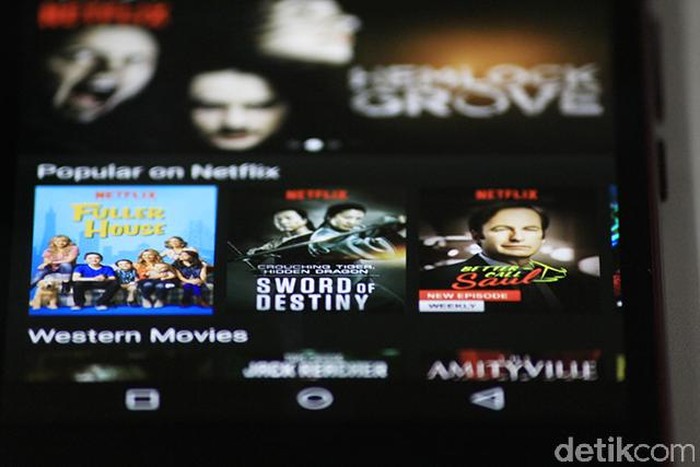 NETFLIX
HEMLOCK
GROVE
Popular on Netflix
NETFLIX
FULLER
HOUSE
NETFLIX
CROUCHING TIGER,
HIDDEN DRAGON
SWORD OF
DESTINY
NETFLIX
BETTER
CALL
Saul
NEW EPISODE
WEEKLY
Western Movies
JACK REACHER
AMITYVILLE
detikcom